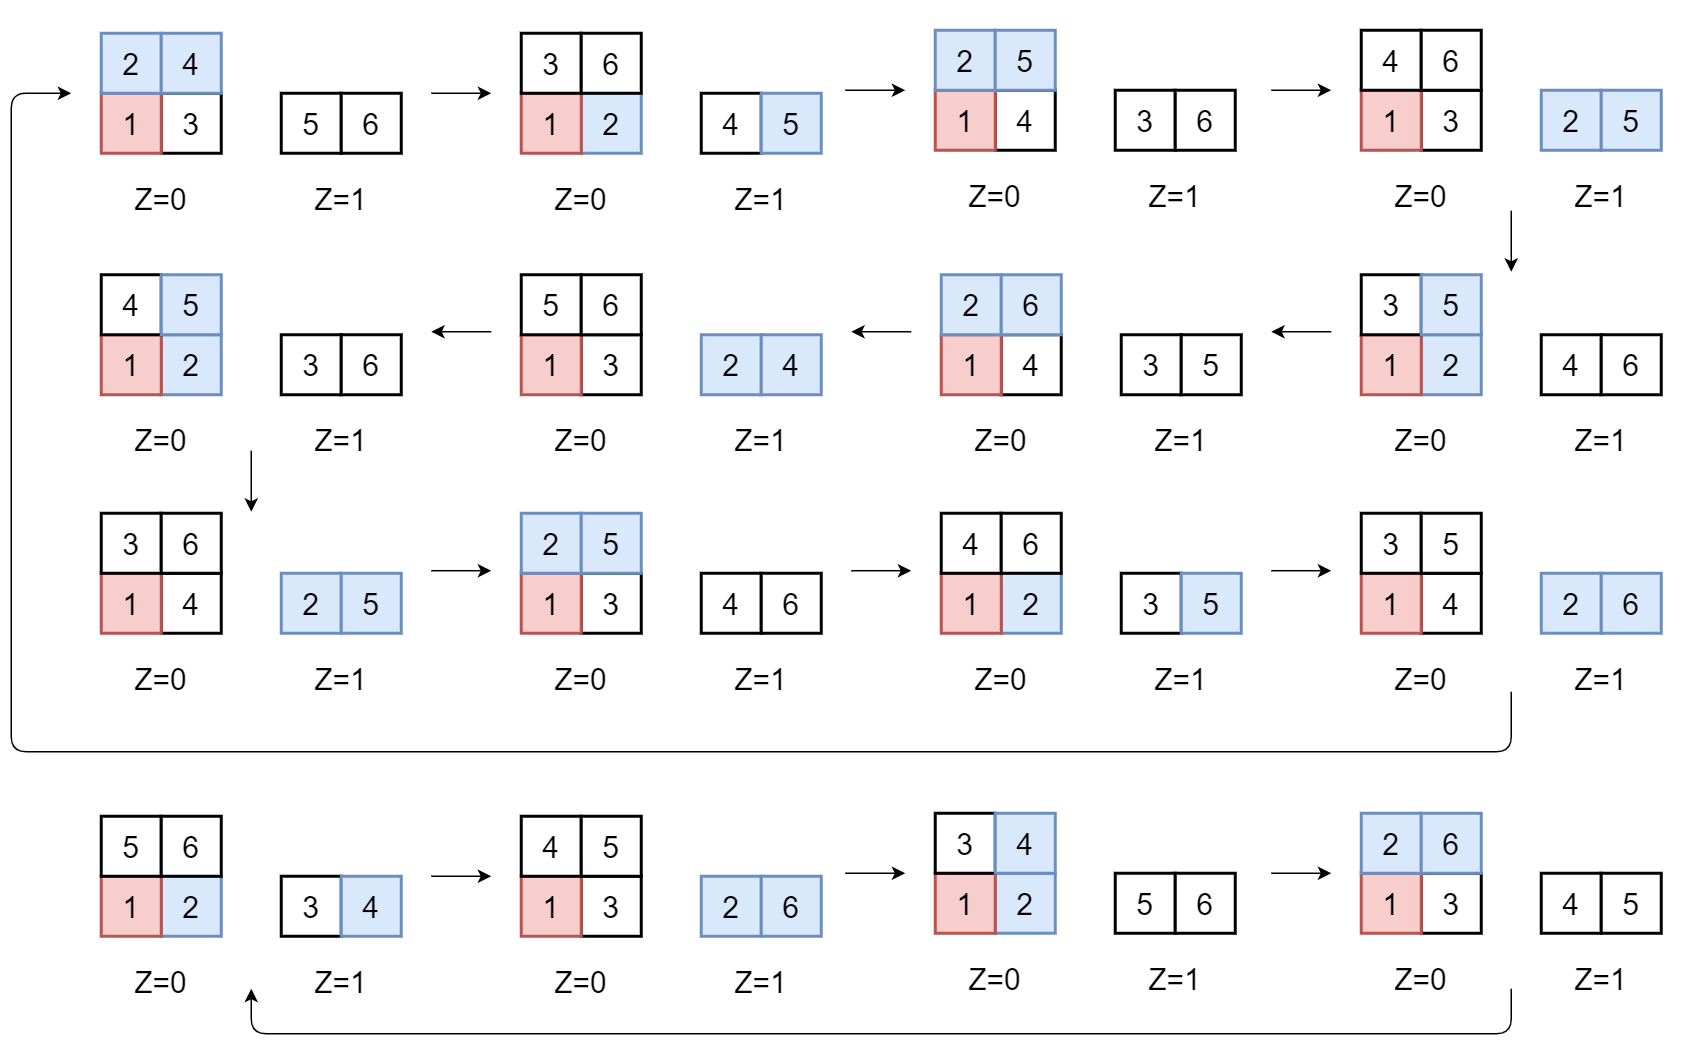 2 4 3 6 2 5 4 6
1 3 5 6 1 2 4 5 1 4 3 6 1 3 2 5
Z=0 Z=1 Z=0 Z=1 Z=0 Z=1 Z=0 Z=1
4 5 5 6 2 6 3 5
1 2 3 6 1 3 2 4 1 4 3 5 1 2 4 6
Z=0 Z=1 Z=0 Z=1 Z=0 Z=1 Z=0 Z=1
3 6 2 5 4 6 3 5
1 4 2 5 1 3 4 6 1 2 3 5 1 4 2 6
Z=0 Z=1 Z=0 Z=1 Z=0 Z=1 Z=0 Z=1
5 6 4 5 3 4 2 6
1 2 3 4 1 3 2 6 1 2 5 6 1 3 4 5
Z=0 Z=1 Z=0 Z=1 Z=0 Z=1 Z=0 Z=1